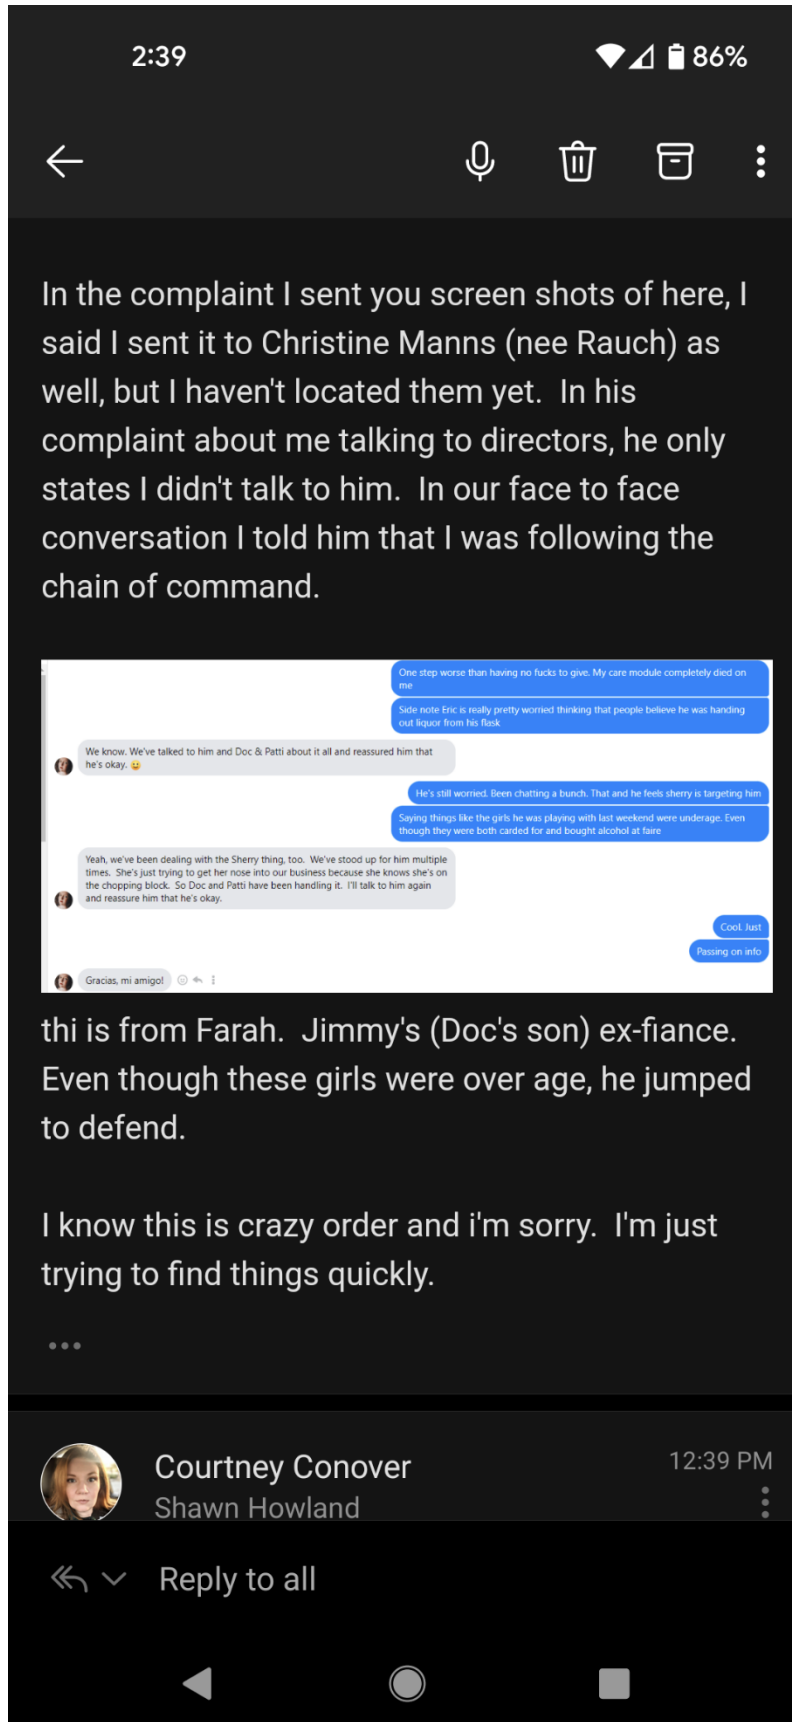 2:39
86%
In the complaint I sent you screen shots of here, I
said I sent it to Christine Manns (nee Rauch) as
well, but I haven't located them yet.  In his
complaint about me talking to directors, he only
states I didn't talk to him.  In our face to face
conversation I told him that I was following the
chain of command.
One step worse than having no fucks to give. My care module completely died on
me
Side note Eric is really pretty worried thinking that people believe he was handing
out liquor from his flask
We know. We've talked to him and Doc & Patti about it all and reassured him that
he's okay. 😃
He's still worried. Been chatting a bunch. That and he feels sherry is targeting him
Saying things like the girls he was playing with last weekend were underage. Even
though they were both carded for and bought alcohol at faire
Yeah, we've been dealing with the Sherry thing, too.  We've stood up for him multiple
times.  She's just trying to get her nose into our business because she knows she's on
the chopping block.  So Doc and Patti have been handling it.  I'll talk to him again
and reassure him that he's okay.
Cool. Just
Passing on info
Gracias, mi amigo!
thi is from Farah.  Jimmy's (Doc's son) ex-fiance.
Even though these girls were over age, he jumped
to defend.
I know this is crazy order and i'm sorry.  I'm just
trying to find things quickly.
Courtney Conover
12:39 PM
Shawn Howland
Reply to all